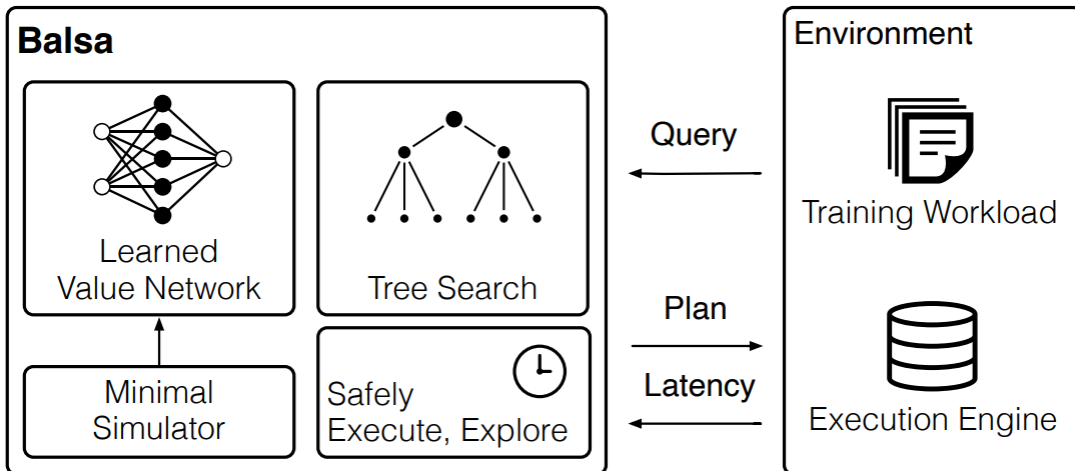 Balsa
Learned
Value Network
Tree Search
Minimal
Simulator
Safely
Execute, Explore
Query
Plan
Latency
Environment
Training Workload
Execution Engine